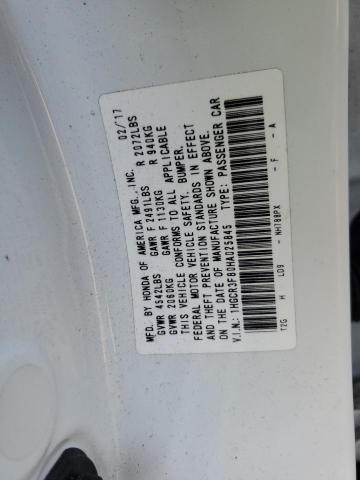 MFD. BY HONDA OF AMERICA MFG., INC. 02/17
GVWR 4542LBS GAWR F 2491LBS R 2072LBS
GVWR 2060KG GAWR F 1130KG R 940KG
THIS VEHICLE CONFORMS TO ALL APPLICABLE
FEDERAL MOTOR VEHICLE SAFETY, BUMPER,
AND THEFT PREVENTION STANDARDS IN EFFECT
ON THE DATE OF MANUFACTURE SHOWN ABOVE.
V.I.N.: 1HGCR3F80HA025045 TYPE: PASSENGER CAR
T2G H LD9 - NH788PX - F - A